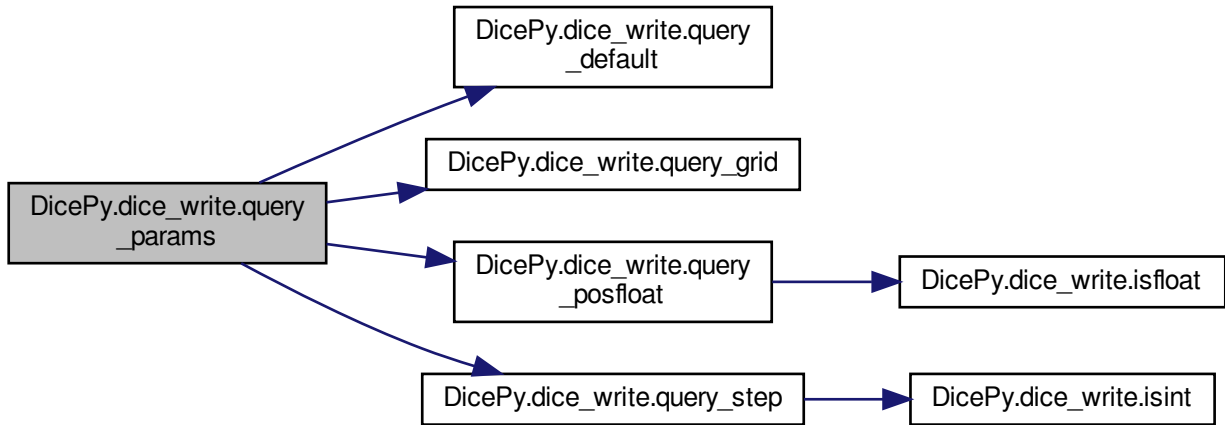 DicePy.dice_write.query
_default
DicePy.dice_write.query_grid
DicePy.dice_write.query
_params
DicePy.dice_write.query
_posfloat
DicePy.dice_write.isfloat
DicePy.dice_write.query_step
DicePy.dice_write.isint